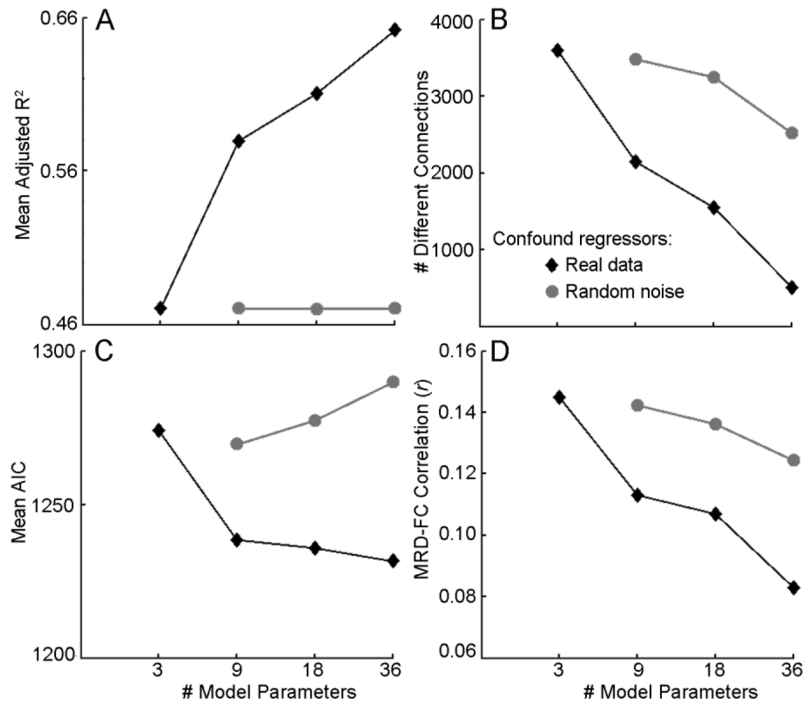 A
0.66
0.56
0.46
Mean Adjusted R²
B
4000
3000
2000
1000
# Different Connections
Confound regressors:
Real data
Random noise
C
1300
1250
1200
Mean AIC
3
9
18
36
# Model Parameters
D
0.16
0.14
0.12
0.10
0.08
0.06
MRD-FC Correlation (r)
3
9
18
36
# Model Parameters